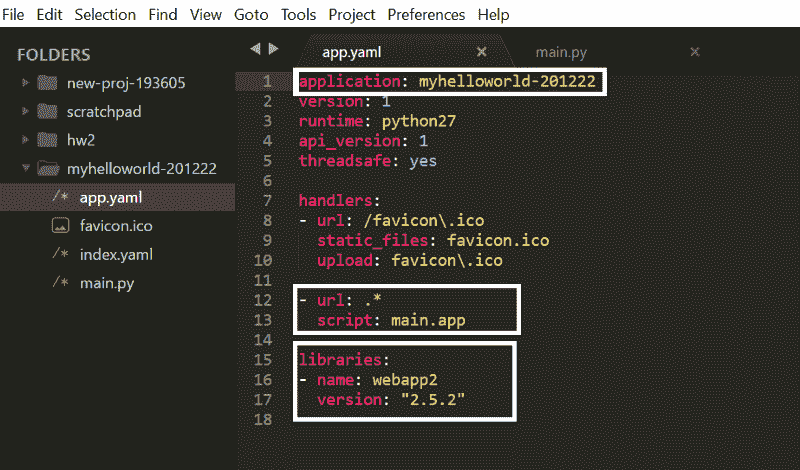 File Edit Selection Find View Goto Tools Project Preferences Help
FOLDERS
new-proj-193605
scratchpad
hw2
myhelloworld-201222
/* app.yaml
favicon.ico
/* index.yaml
/* main.py
app.yaml × main.py ×
1 application: myhelloworld-201222
2 version: 1
3 runtime: python27
4 api_version: 1
5 threadsafe: yes
6
7 handlers:
8 - url: /favicon\.ico
9 static_files: favicon.ico
10 upload: favicon\.ico
11
12 - url: .*
13 script: main.app
14
15 libraries:
16 - name: webapp2
17 version: "2.5.2"
18